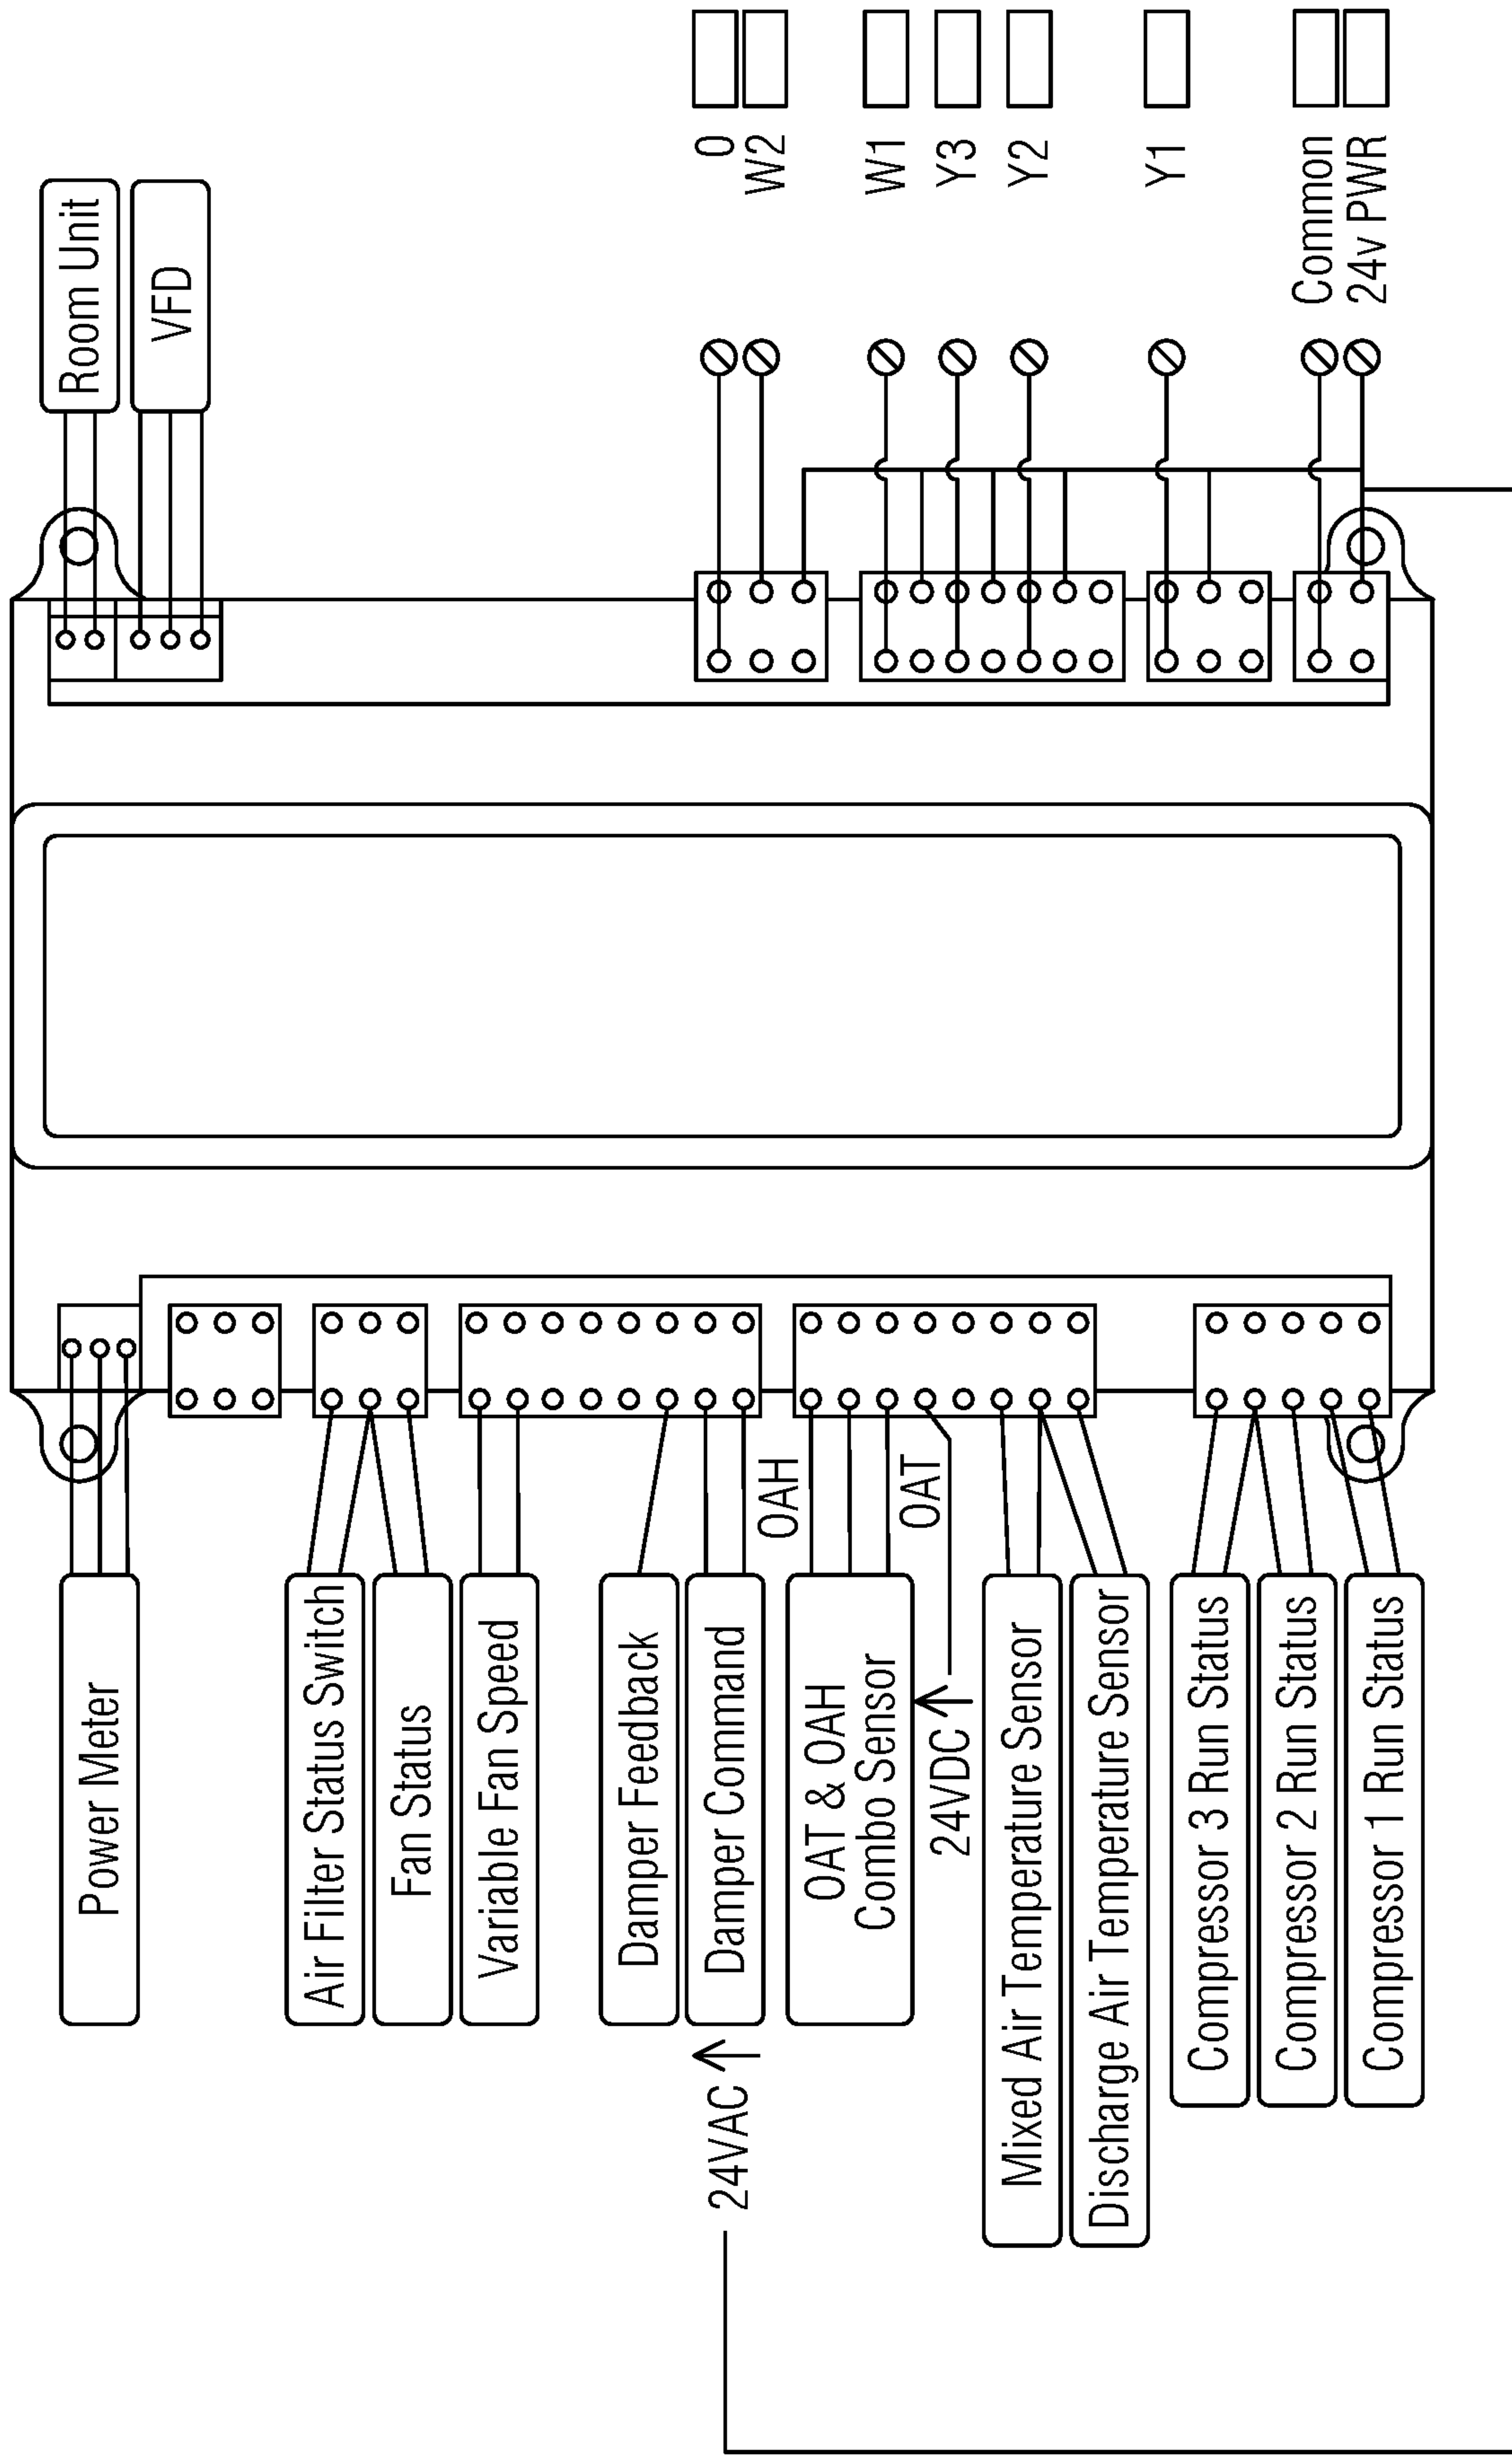 Room Unit
VFD
0
W2
W1
Y3
Y2
Y1
Common
24v PWR
Power Meter
Air Filter Status Switch
Fan Status
Variable Fan Speed
Damper Feedback
Damper Command
24VAC
OAH
OAT & OAH
Combo Sensor
OAT
24VDC
Mixed Air Temperature Sensor
Discharge Air Temperature Sensor
Compressor 3 Run Status
Compressor 2 Run Status
Compressor 1 Run Status